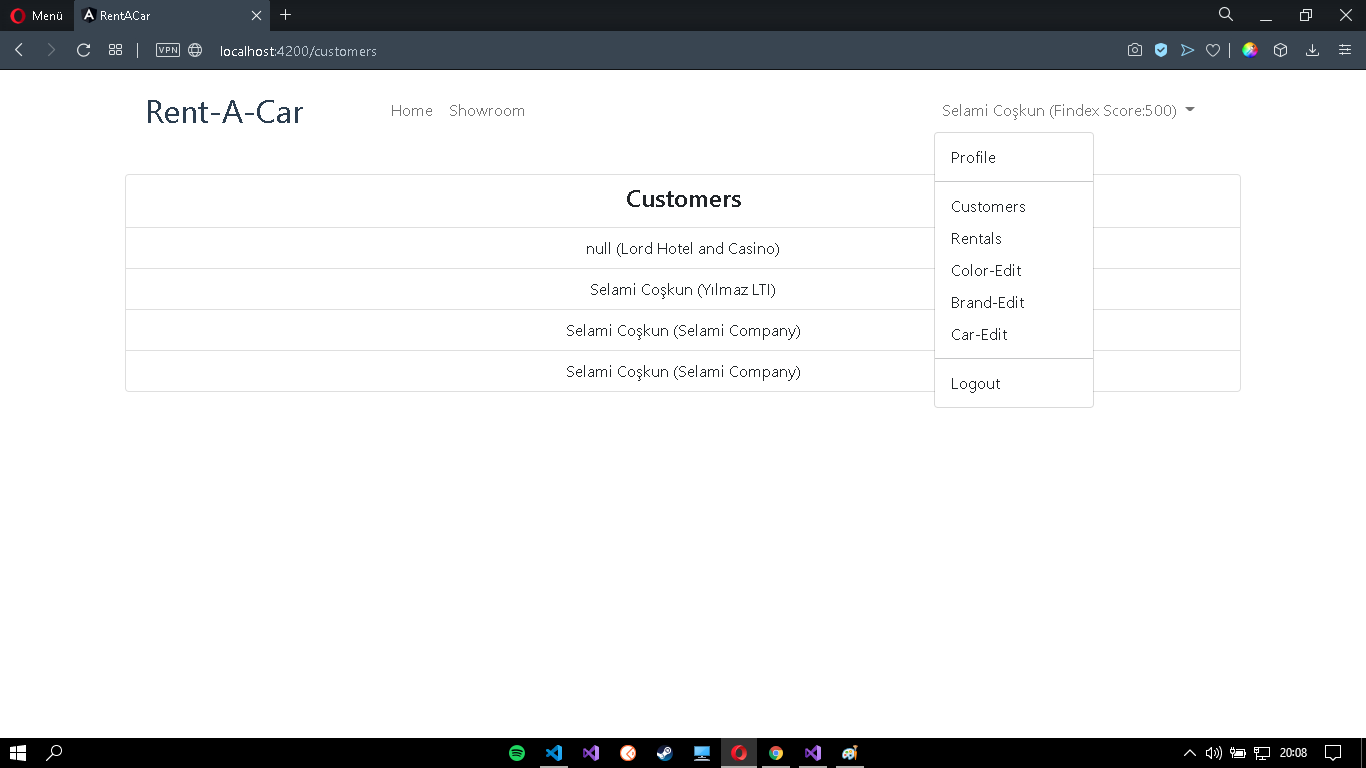 Menü
RentACar
VPN
localhost:4200/customers
Rent-A-Car
Home
Showroom
Selami Coşkun (Findex Score:500)
Profile
Customers
Rentals
Color-Edit
Brand-Edit
Car-Edit
Logout
Customers
null (Lord Hotel and Casino)
Selami Coşkun (Yılmaz LTI)
Selami Coşkun (Selami Company)
Selami Coşkun (Selami Company)
20:08